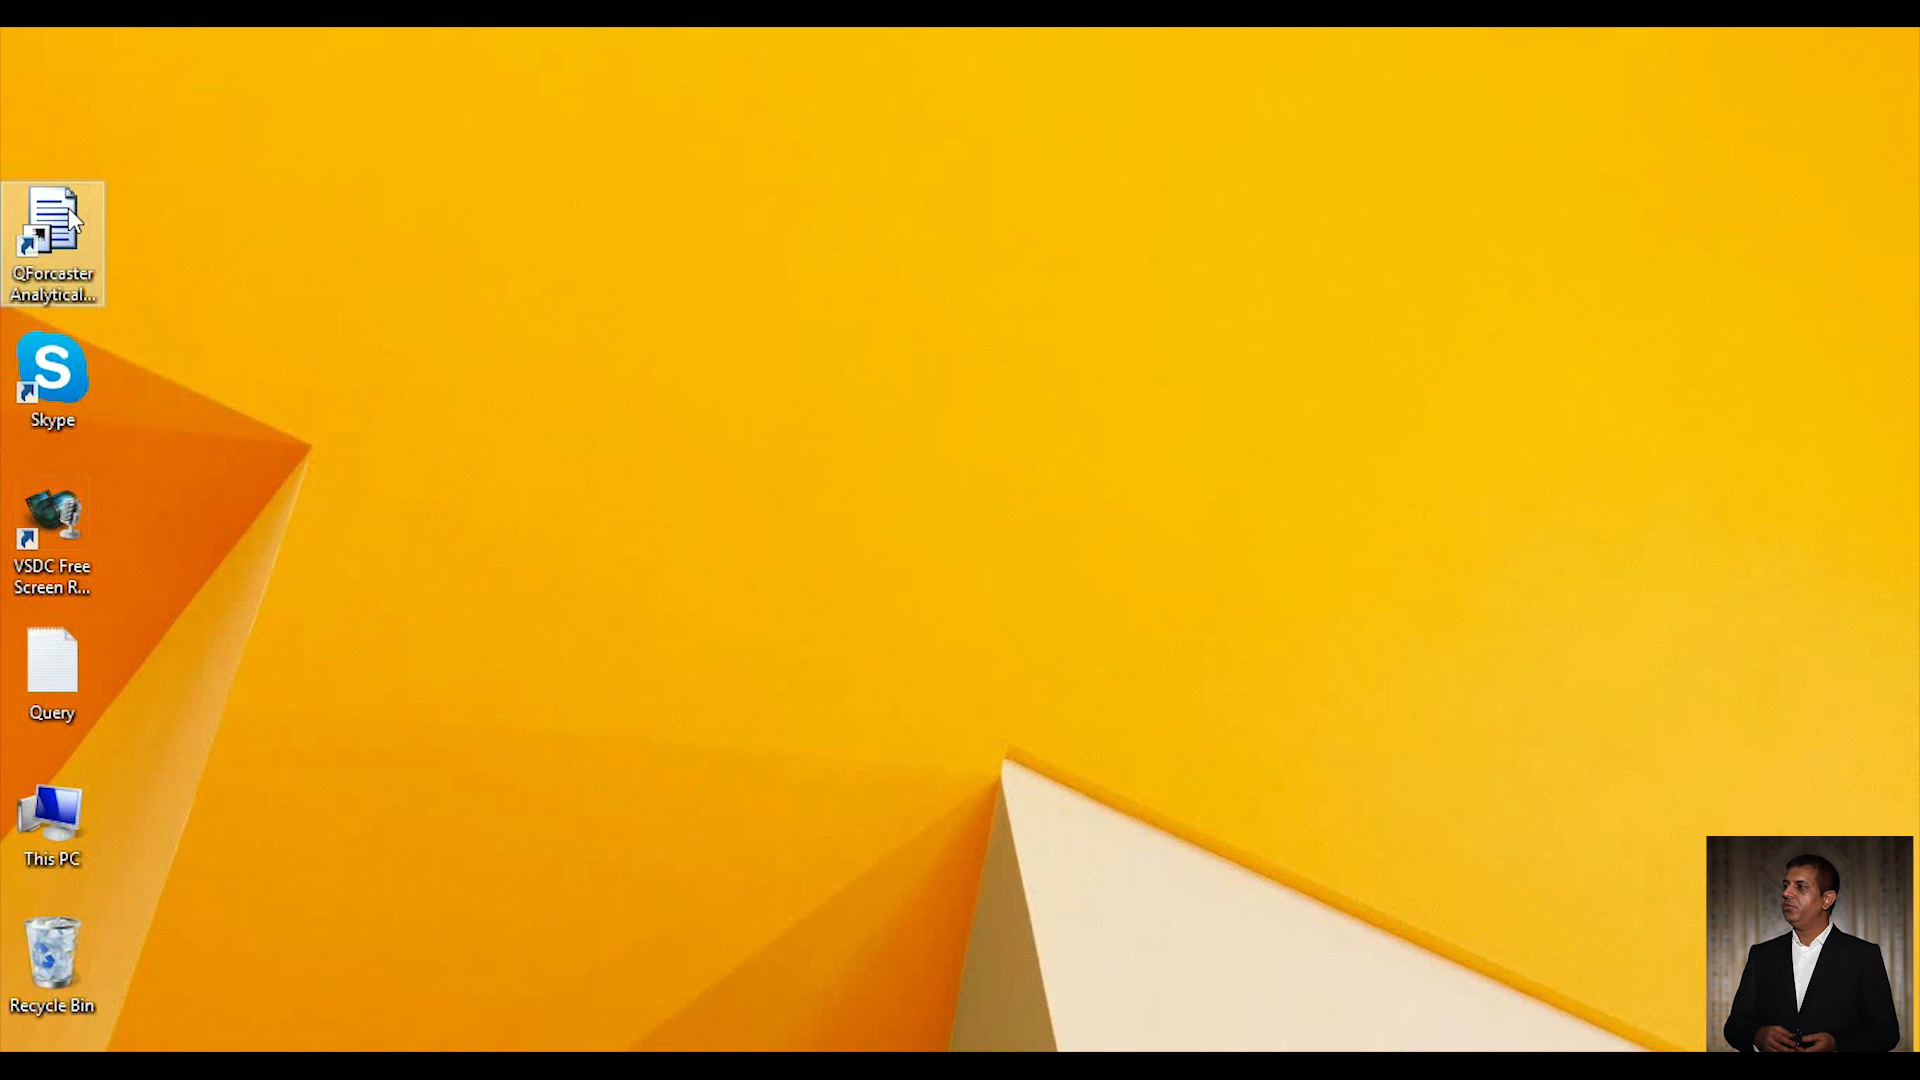 QForcaster
Analytical...
S
Skype
VSDC Free
Screen R...
Query
This PC
Recycle Bin